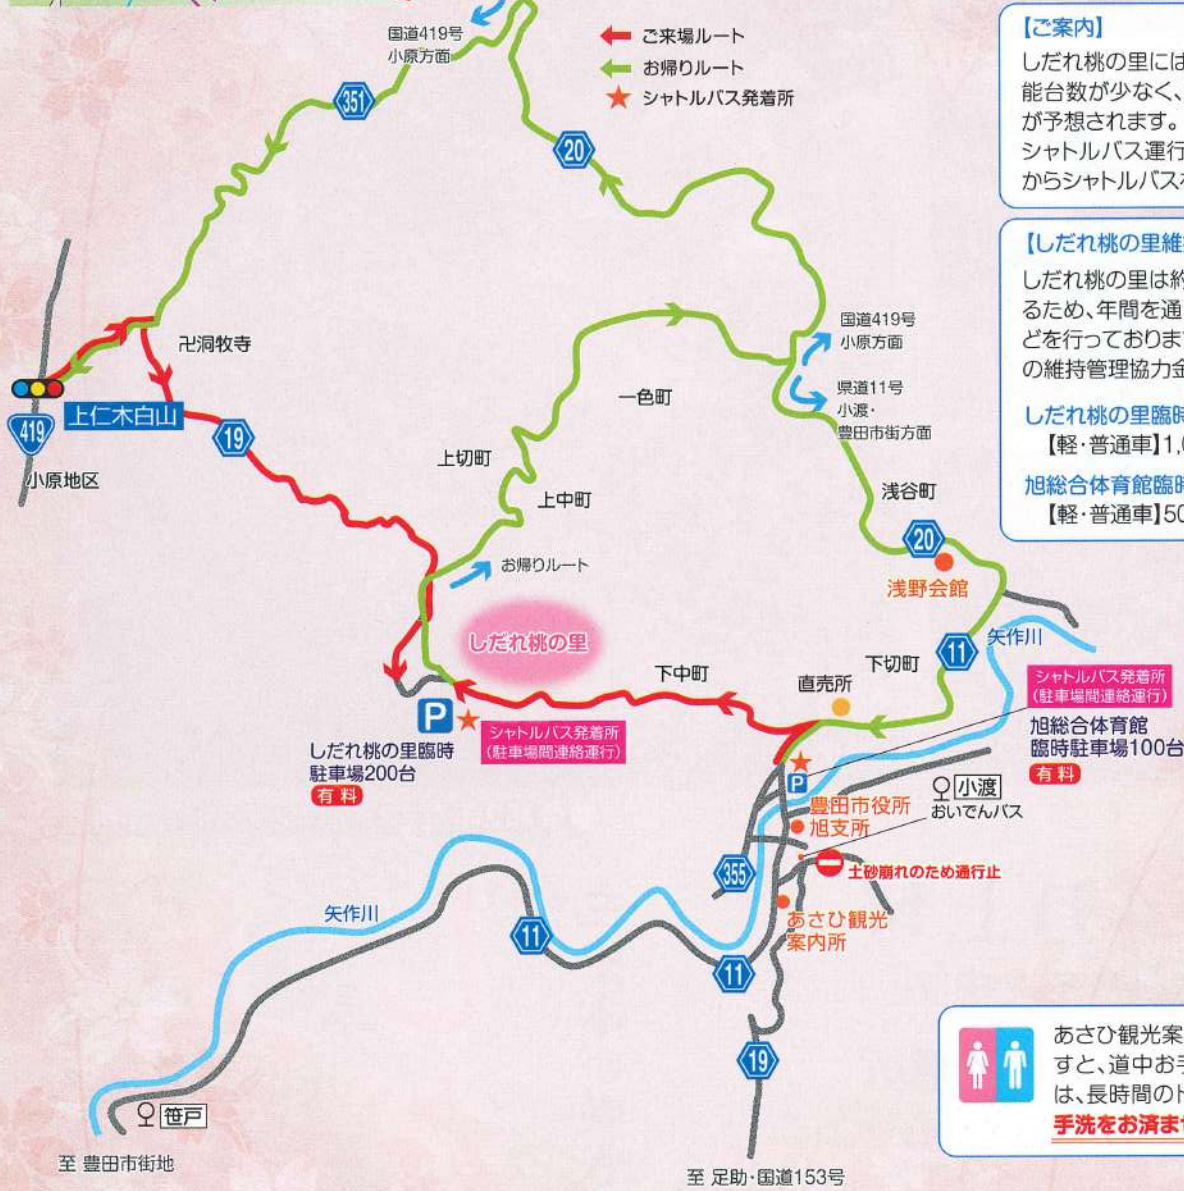 国道419号
小原方面
ご来場ルート
お帰りルート
シャトルバス発着所
351
20
【ご案内】
しだれ桃の里には
能台数が少なく、
が予想されます。
シャトルバス運行
からシャトルバスを
【しだれ桃の里維
しだれ桃の里は約
るため、年間を通
どを行っておりま
の維持管理協力金
しだれ桃の里臨時
【軽・普通車】1,0
旭総合体育館臨時
【軽・普通車】50
卍洞牧寺
国道419号
小原方面
県道11号
小渡・
豊田市街方面
一色町
上仁木白山
419
小原地区
19
上切町
上中町
浅谷町
20
浅野会館
お帰りルート
しだれ桃の里
下中町
下切町
11
矢作川
直売所
シャトルバス発着所
(駐車場間連絡運行)
旭総合体育館
臨時駐車場100台
有料
P
シャトルバス発着所
(駐車場間連絡運行)
しだれ桃の里臨時
駐車場200台
有料
P
豊田市役所
旭支所
小渡
おいでんバス
355
土砂崩れのため通行止
あさひ観光
案内所
矢作川
11
11
19
笹戸
至 豊田市街地
至 足助・国道153号
あさひ観光案
すと、道中お手
は、長時間のト
手洗をお済ませ